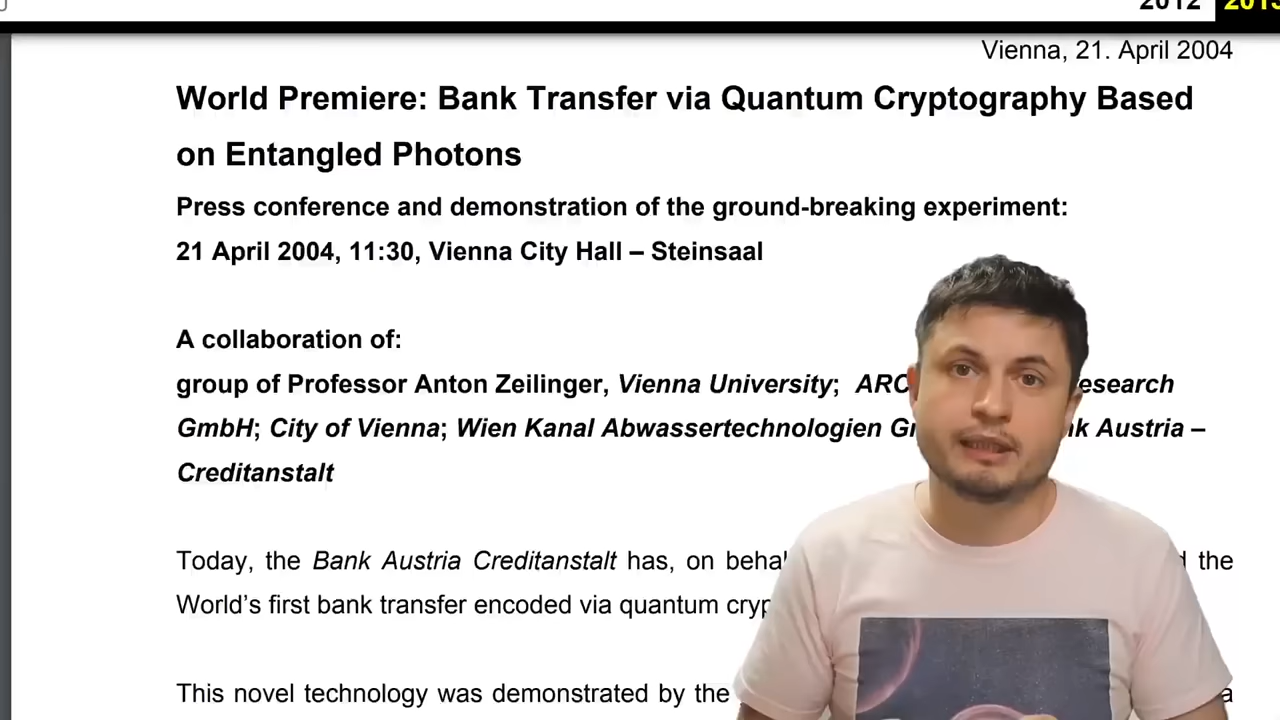 2012
Vienna, 21. April 2004
World Premiere: Bank Transfer via Quantum Cryptography Based
on Entangled Photons
Press conference and demonstration of the ground-breaking experiment:
21 April 2004, 11:30, Vienna City Hall – Steinsaal
A collaboration of:
group of Professor Anton Zeilinger, Vienna University; ARC
GmbH; City of Vienna; Wien Kanal Abwassertechnologien Austria –
Creditanstalt
Today, the Bank Austria Creditanstalt has, on the
World's first bank transfer encoded via quantum
This novel technology was demonstrated by the a